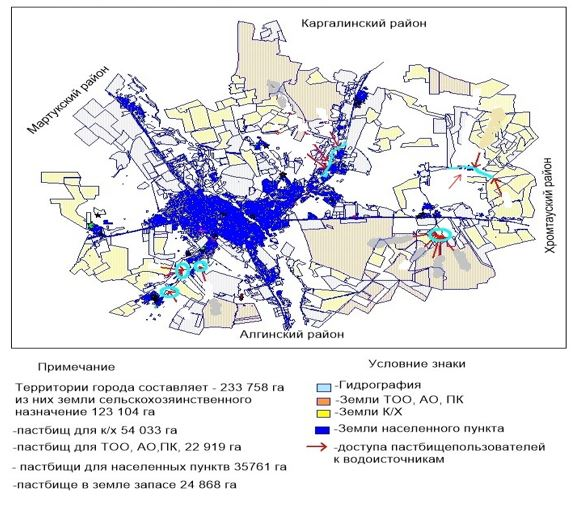 Каргалинский район
Мартукский район
Хромтауский район
Алгинский район
Примечание
Территории города составляет - 233 758 га
из них земли сельскохозяинственного
назначение 123 104 га
-пастбищ для к/х 54 033 га
-пастбищ для ТОО, АО,ПК, 22 919 га
- пастбищи для населенных пунктв 35761 га
-пастбище в земле запасе 24 868 га
Условние знаки
-Гидрография
-Земли ТОО, АО, ПК
-Земли К/Х
-Земли населенного пункта
-доступа пастбищепользователей
к водоисточникам